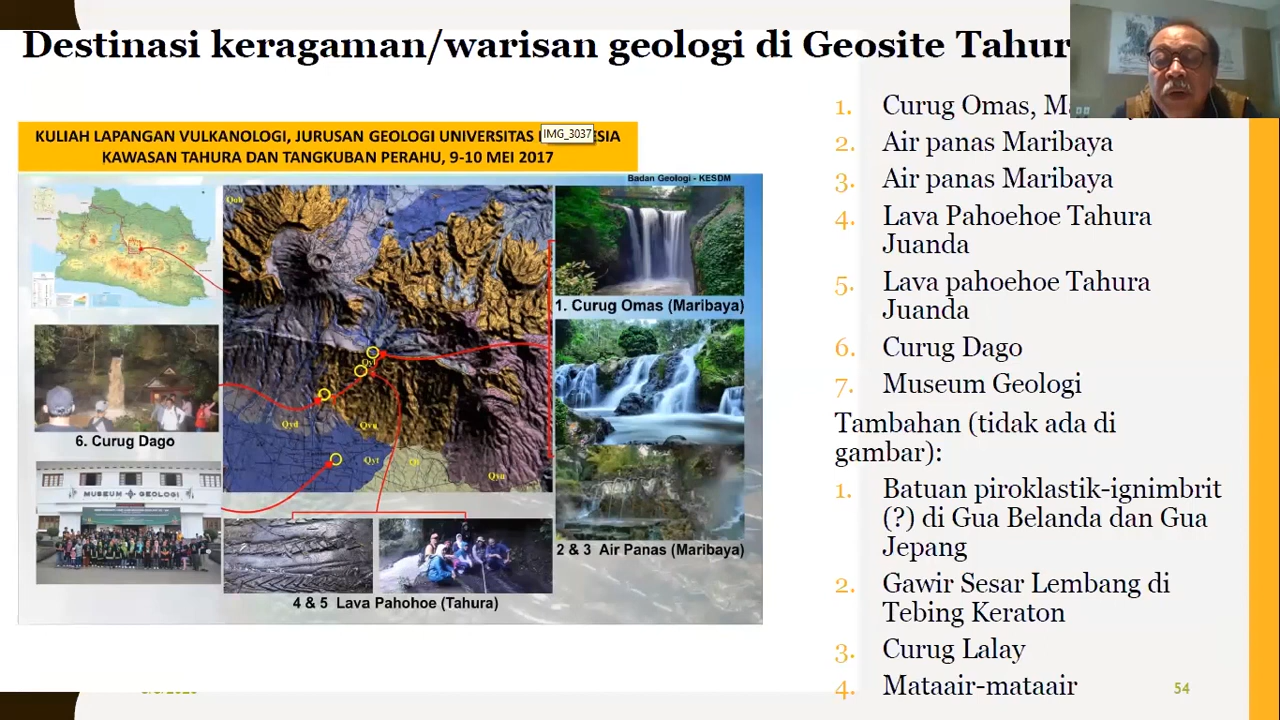 Destinasi keragaman/warisan geologi di Geosite
KULIAH LAPANGAN VULKANOLOGI, JURUSAN GEOLOGI UNIVERSITAS
IMG_3037
KAWASAN TAHURA DAN TANGKUBAN PERAHU, 9-10 MEI 2017
Badan Geologi - KESDM
Qob
Qyd
Qvu
Qyt
Qvu
1. Curug Omas (Maribaya)
6. Curug Dago
MUSEUM GEOLOGI
2 & 3 Air Panas (Maribaya)
4 & 5 Lava Pahohoe (Tahura)
1. Curug Omas,
2. Air panas Maribaya
3. Air panas Maribaya
4. Lava Pahoehoe Tahura
Juanda
5. Lava pahoehoe Tahura
Juanda
6. Curug Dago
7. Museum Geologi
Tambahan (tidak ada di
gambar):
1. Batuan piroklastik-ignimbrit
(?) di Gua Belanda dan Gua
Jepang
2. Gawir Sesar Lembang di
Tebing Keraton
3. Curug Lalay
4. Mataair-mataair
54